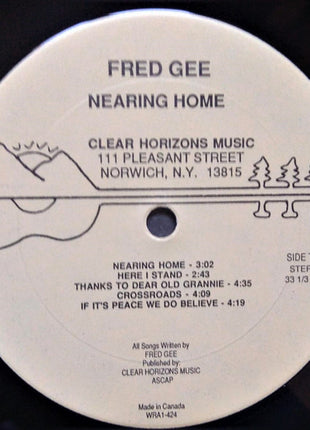 FRED GEE
NEARING HOME
CLEAR HORIZONS MUSIC
111 PLEASANT STREET
NORWICH, N.Y. 13815
SIDE
STER
33 1/3
NEARING HOME - 3:02
HERE I STAND - 2:43
THANKS TO DEAR OLD GRANNIE - 4:35
CROSSROADS - 4:09
IF IT'S PEACE WE DO BELIEVE - 4:19
All Songs Written by
FRED GEE
Published by:
CLEAR HORIZONS MUSIC
ASCAP
Made in Canada
WRA1-424